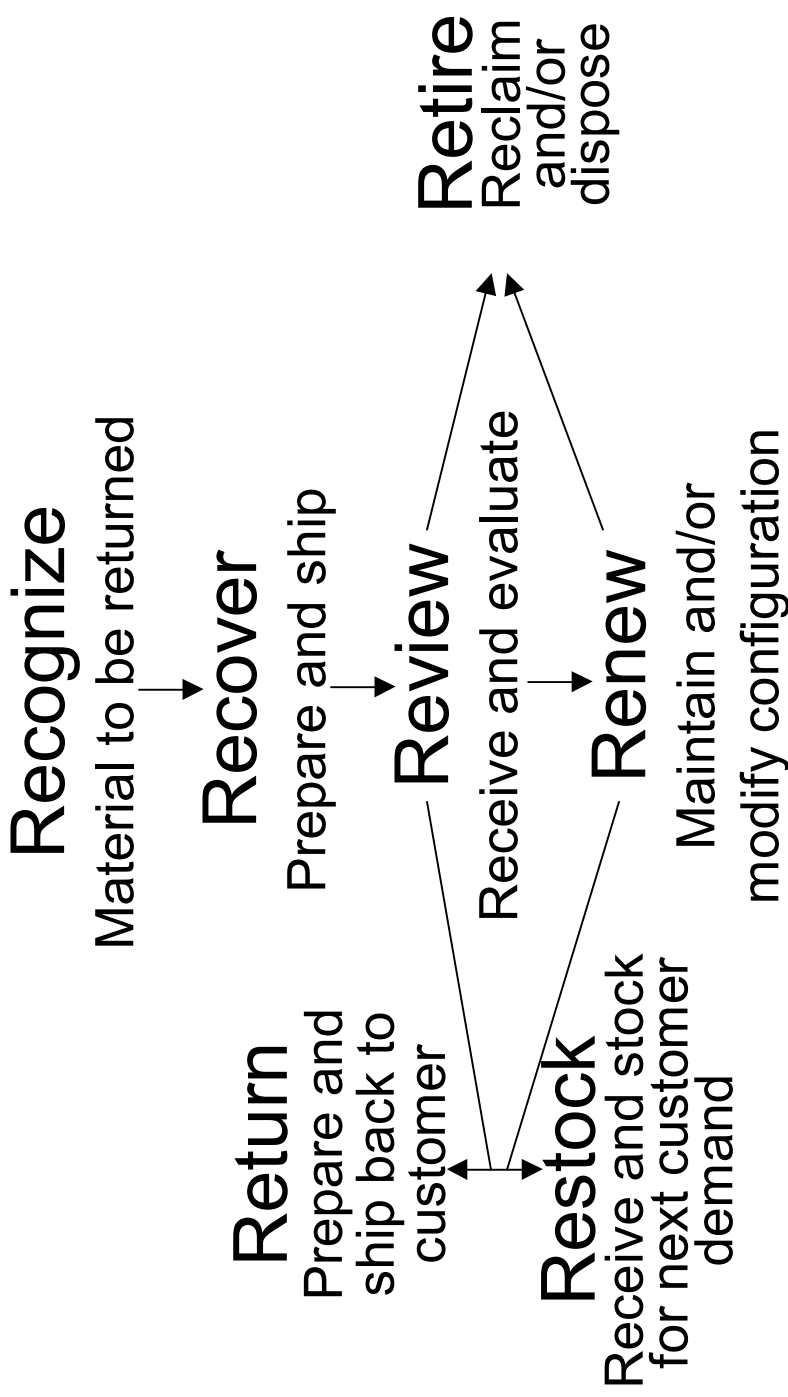 Recognize
Material to be returned
Recover
Prepare and ship
Return
Prepare and
ship back to
customer
Review
Receive and evaluate
Retire
Reclaim
and/or
dispose
Restock
Receive and stock
for next customer
demand
Renew
Maintain and/or
modify configuration